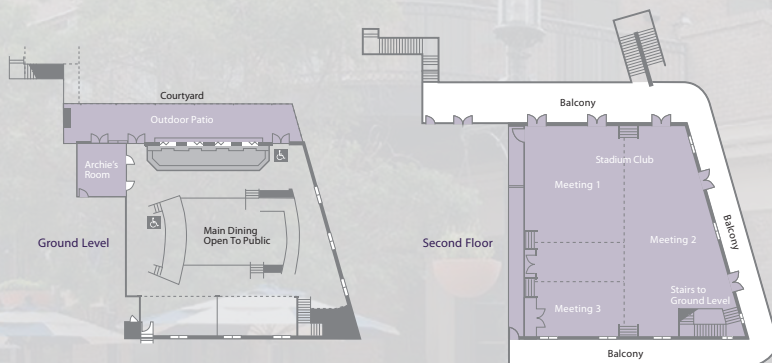 Courtyard
Outdoor Patio
Archie's
Room
Main Dining
Open To Public
Ground Level
Balcony
Stadium Club
Meeting 1
Meeting 2
Balcony
Second Floor
Stairs to
Ground Level
Meeting 3
Balcony